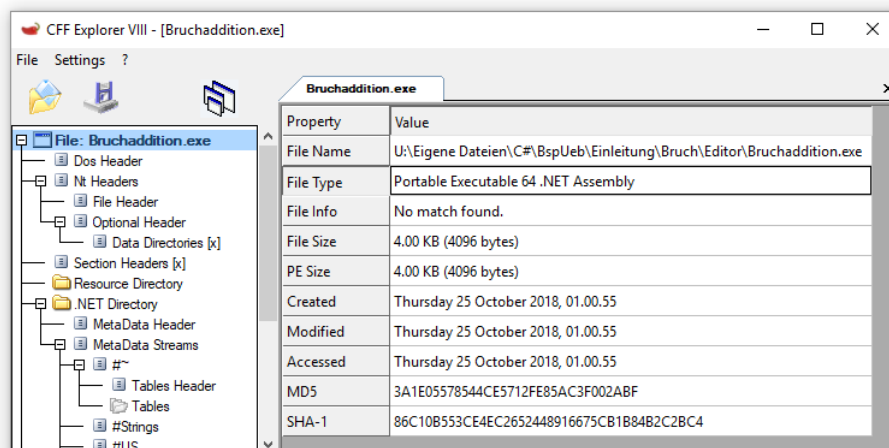 CFF Explorer VIII - [Bruchaddition.exe]
File Settings ?
Bruchaddition.exe
File: Bruchaddition.exe
Dos Header
Nt Headers
File Header
Optional Header
Data Directories [x]
Section Headers [x]
Resource Directory
.NET Directory
MetaData Header
MetaData Streams
#~
Tables Header
Tables
#Strings
#US
Property Value
File Name U:\Eigene Dateien\C#\BspUeb\Einleitung\Bruch\Editor\Bruchaddition.exe
File Type Portable Executable 64 .NET Assembly
File Info No match found.
File Size 4.00 KB (4096 bytes)
PE Size 4.00 KB (4096 bytes)
Created Thursday 25 October 2018, 01.00.55
Modified Thursday 25 October 2018, 01.00.55
Accessed Thursday 25 October 2018, 01.00.55
MD5 3A1E05578544CE5712FE85AC3F002ABF
SHA-1 86C10B553CE4EC2652448916675CB1B84B2C2BC4